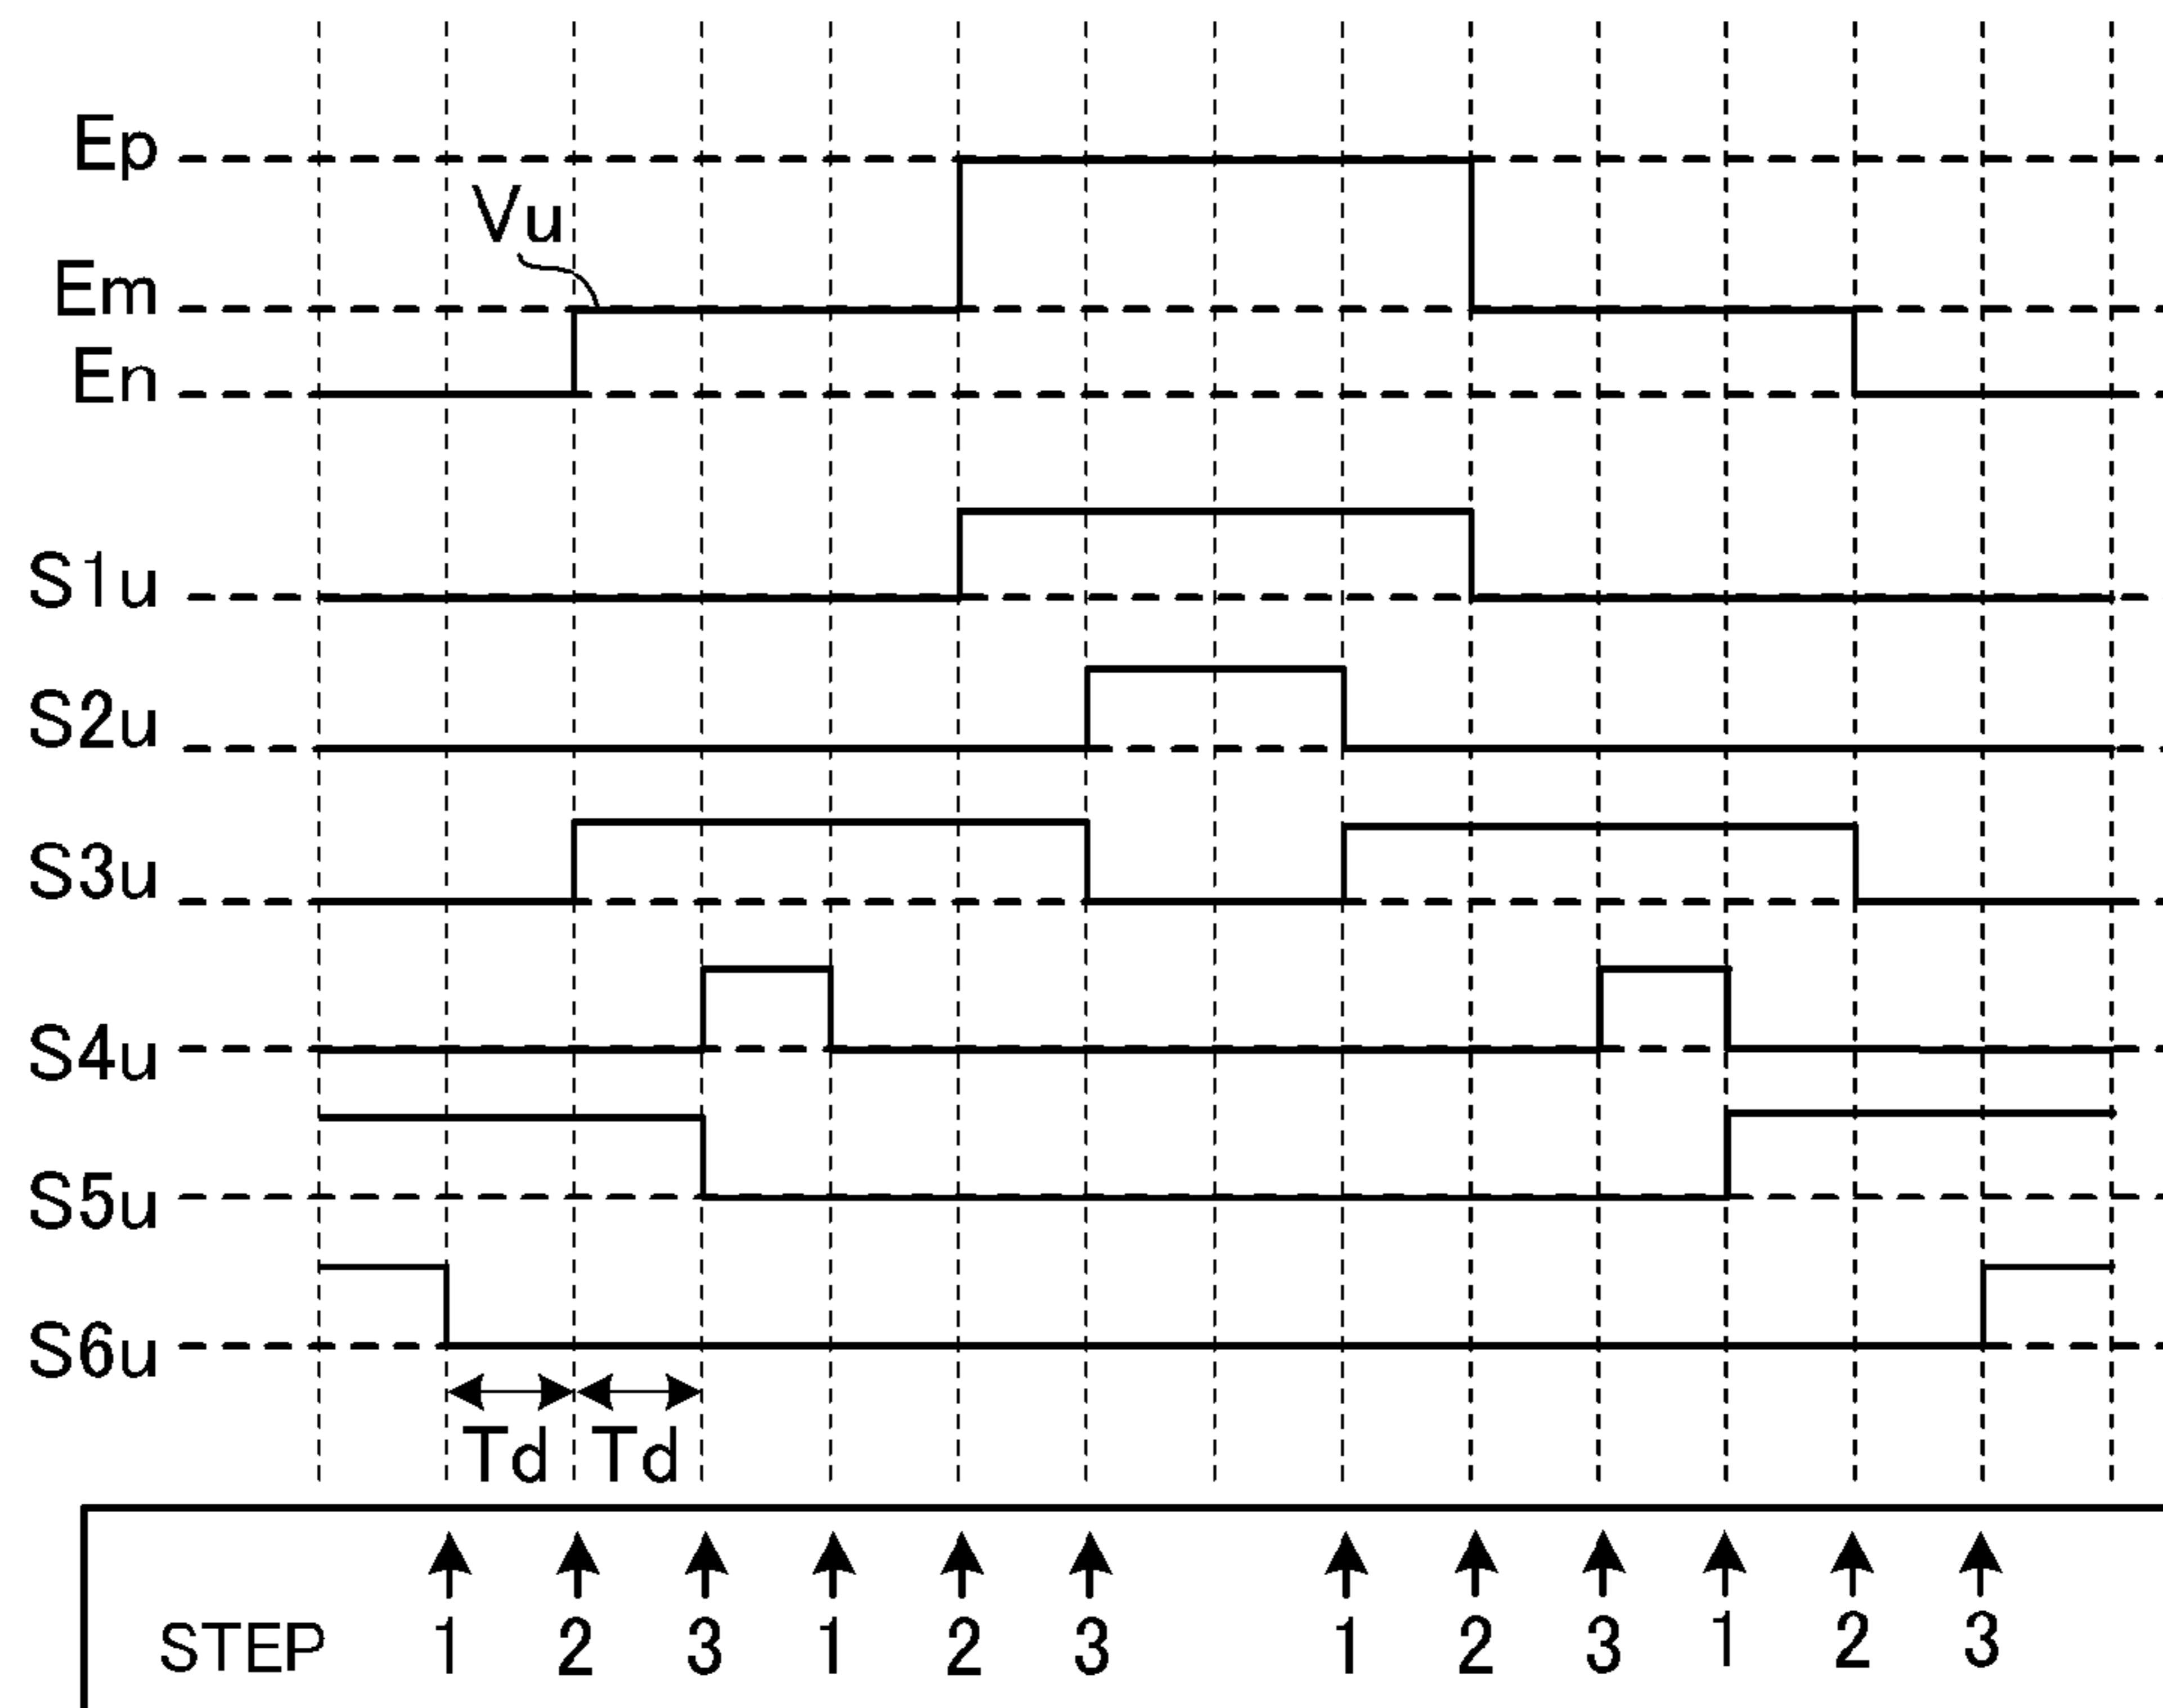 Ep
Vu
Em
En
S1u
S2u
S3u
S4u
S5u
S6u
Td Td
STEP 1 2 3 1 2 3 1 2 3 1 2 3